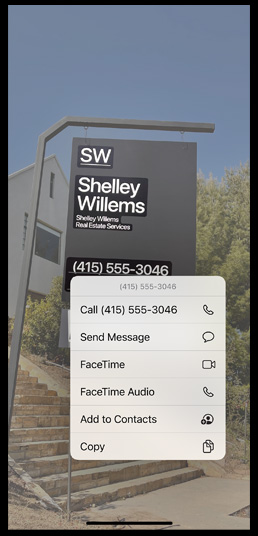 SW
Shelley
Willems
Shelley Willems
Real Estate Services
(415) 555-3046
(415) 555-3046
Call (415) 555-3046
Send Message
FaceTime
FaceTime Audio
Add to Contacts
Copy